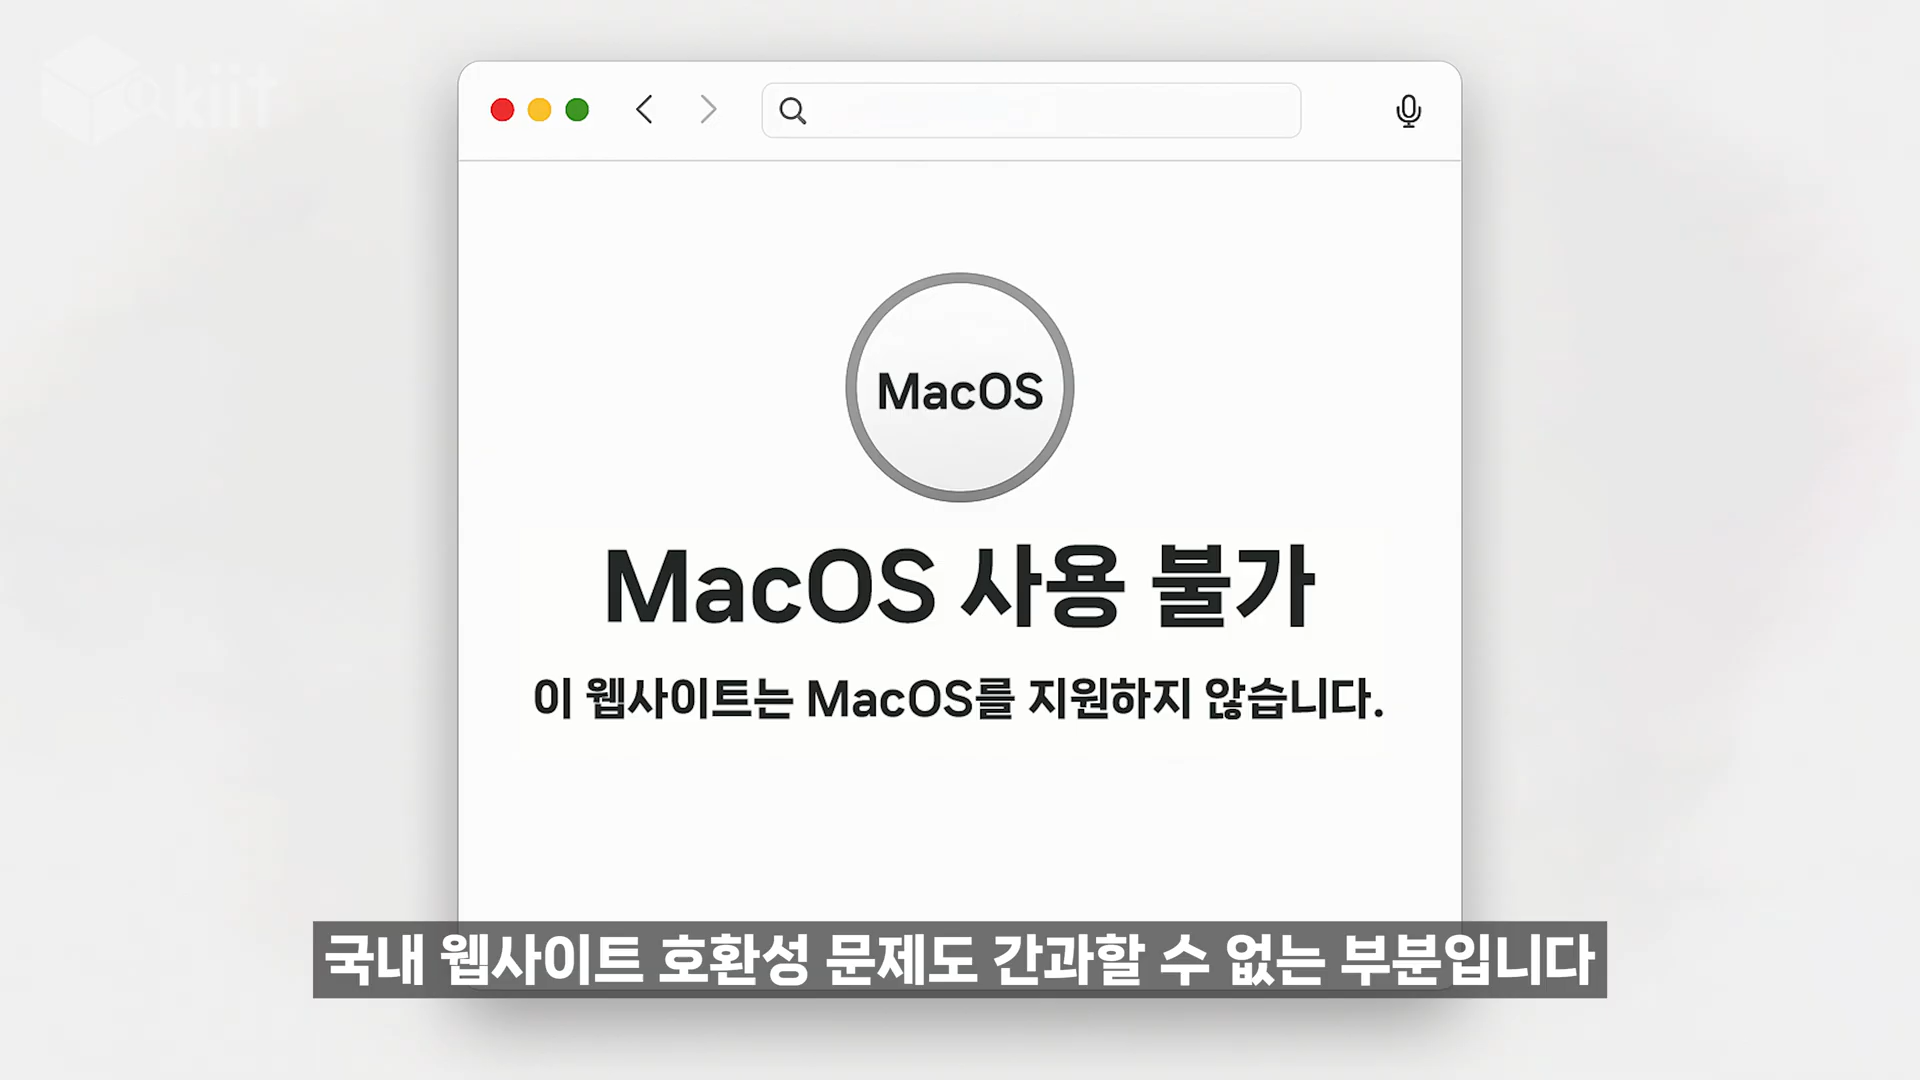 kiit
MacOS
MacOS 사용 불가
이 웹사이트는 MacOS를 지원하지 않습니다.
국내 웹사이트 호환성 문제도 간과할 수 없는 부분입니다